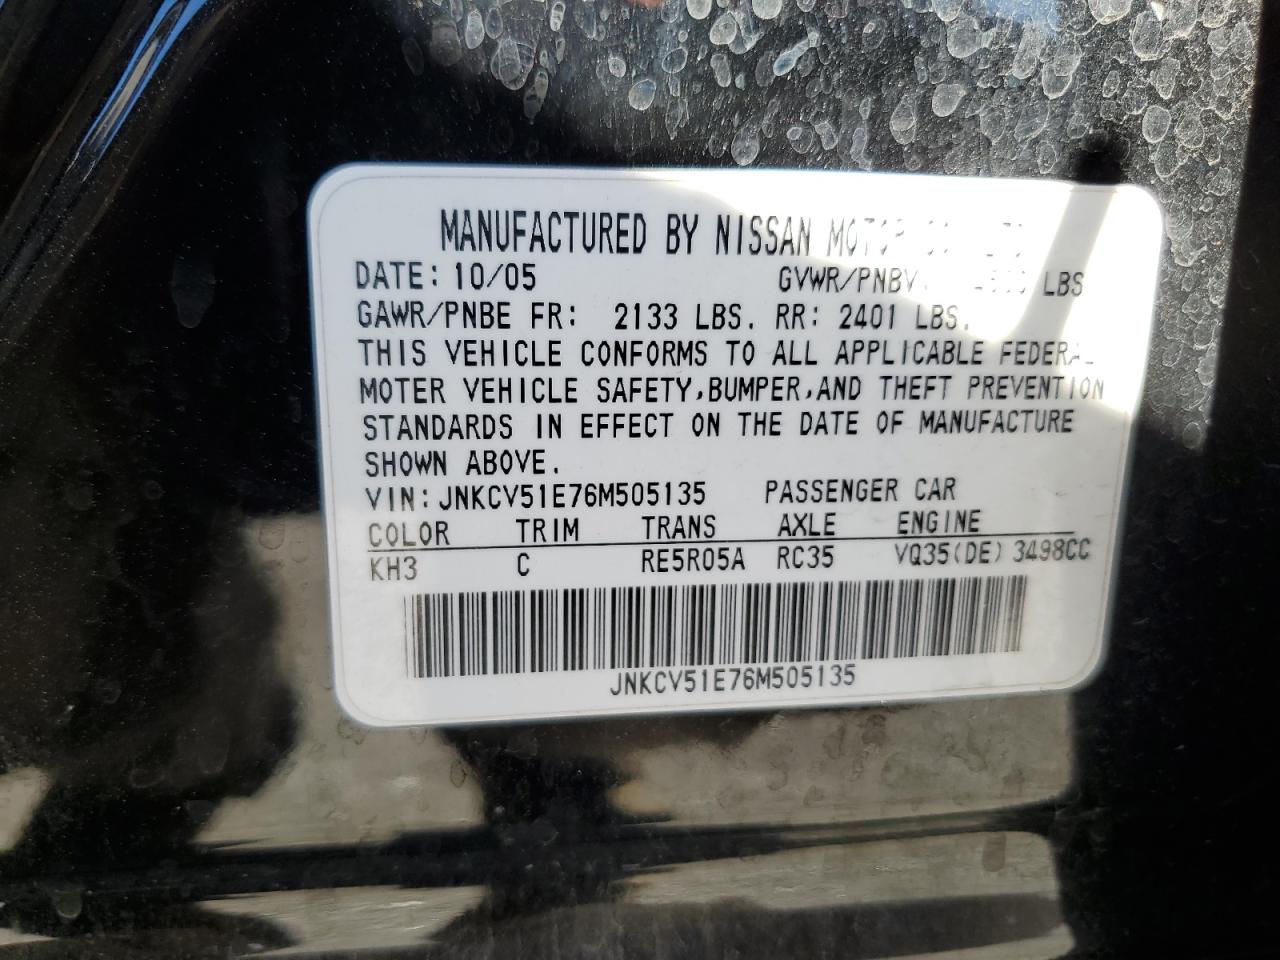 MANUFACTURED BY NISSAN MOTOR
DATE: 10/05 GVWR/PNBV LBS
GAWR/PNBE FR: 2133 LBS. RR: 2401 LBS.
THIS VEHICLE CONFORMS TO ALL APPLICABLE FEDERAL
MOTER VEHICLE SAFETY,BUMPER,AND THEFT PREVENTION
STANDARDS IN EFFECT ON THE DATE OF MANUFACTURE
SHOWN ABOVE.
VIN: JNKCV51E76M505135 PASSENGER CAR
COLOR TRIM TRANS AXLE ENGINE
KH3 C RE5R05A RC35 VQ35(DE) 3498CC
JNKCV51E76M505135